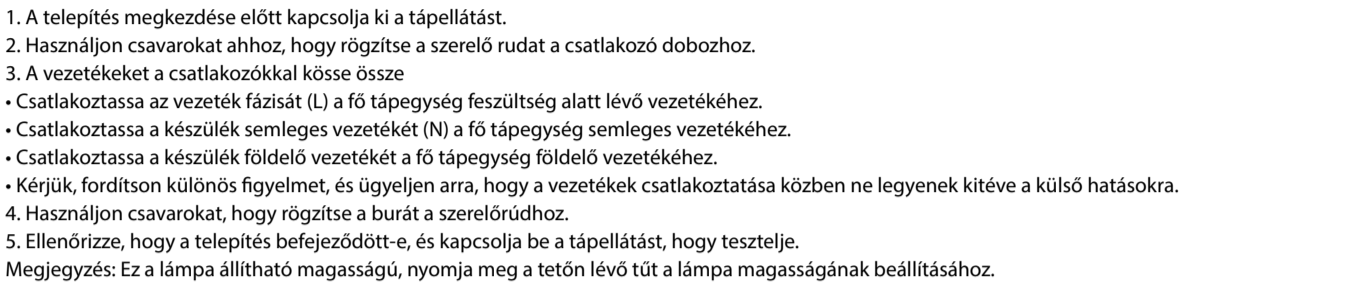 1. A telepítés megkezdése előtt kapcsolja ki a tápellátást.
2. Használjon csavarokat ahhoz, hogy rögzítse a szerelő rudat a csatlakozó dobozhoz.
3. A vezetékeket a csatlakozókkal kösse össze
• Csatlakoztassa az vezeték fázisát (L) a fő tápegység feszültség alatt lévő vezetékéhez.
• Csatlakoztassa a készülék semleges vezetékét (N) a fő tápegység semleges vezetékéhez.
• Csatlakoztassa a készülék földelő vezetékét a fő tápegység földelő vezetékéhez.
• Kérjük, fordítson különös figyelmet, és ügyeljen arra, hogy a vezetékek csatlakoztatása közben ne legyenek kitéve a külső hatásokra.
4. Használjon csavarokat, hogy rögzítse a burát a szerelőrúdhoz.
5. Ellenőrizze, hogy a telepítés befejeződött-e, és kapcsolja be a tápellátást, hogy tesztelje.
Megjegyzés: Ez a lámpa állítható magasságú, nyomja meg a tetőn lévő tűt a lámpa magasságának beállításához.